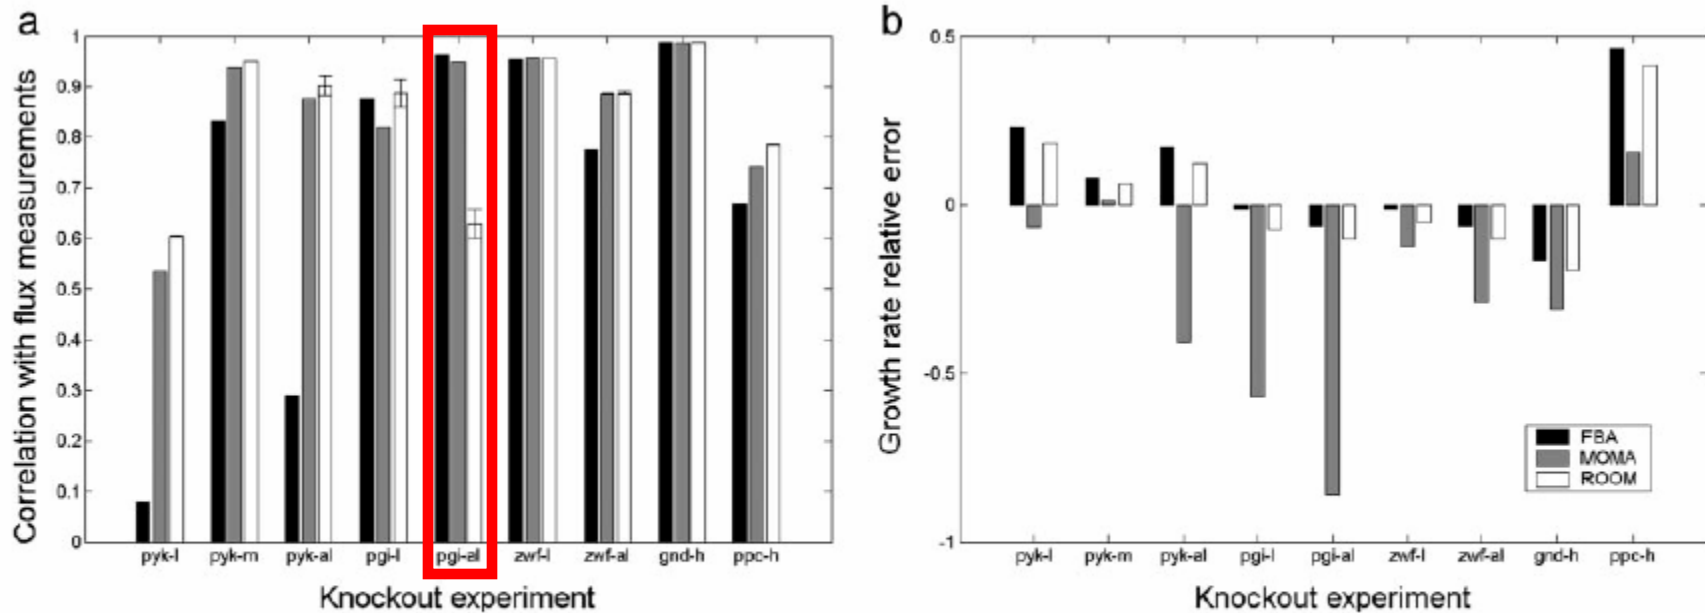 a
Correlation with flux measurements
1
0.9
0.8
0.7
0.6
0.5
0.4
0.3
0.2
0.1
0
pyk-l pyk-m pyk-al pgi-l pgi-al zwf-l zwf-al gnd-h ppc-h
Knockout experiment
b
Growth rate relative error
0.5
0
-0.5
-1
FBA
MOMA
ROOM
pyk-l pyk-m pyk-al pgi-l pgi-al zwf-l zwf-al gnd-h ppc-h
Knockout experiment